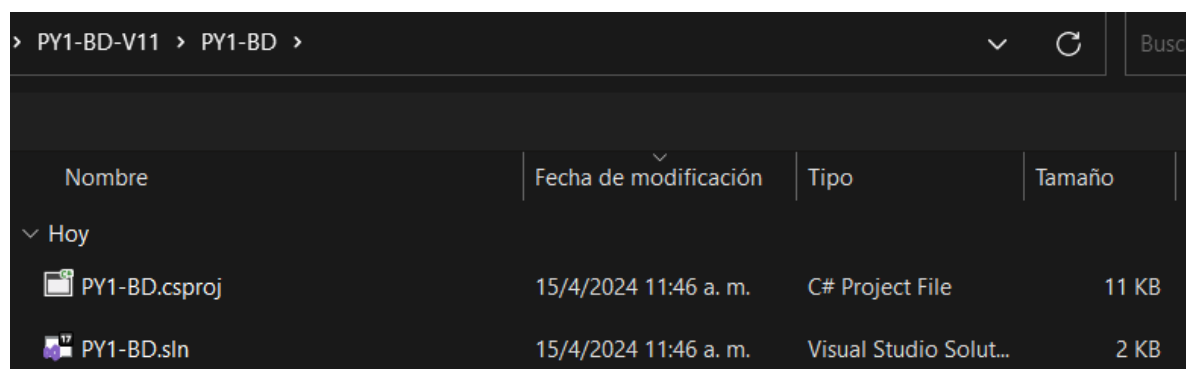 > PY1-BD-V11 > PY1-BD >
Busc
Nombre Fecha de modificación Tipo Tamaño
Hoy
PY1-BD.csproj 15/4/2024 11:46 a. m. C# Project File 11 KB
17
PY1-BD.sln 15/4/2024 11:46 a. m. Visual Studio Solut... 2 KB